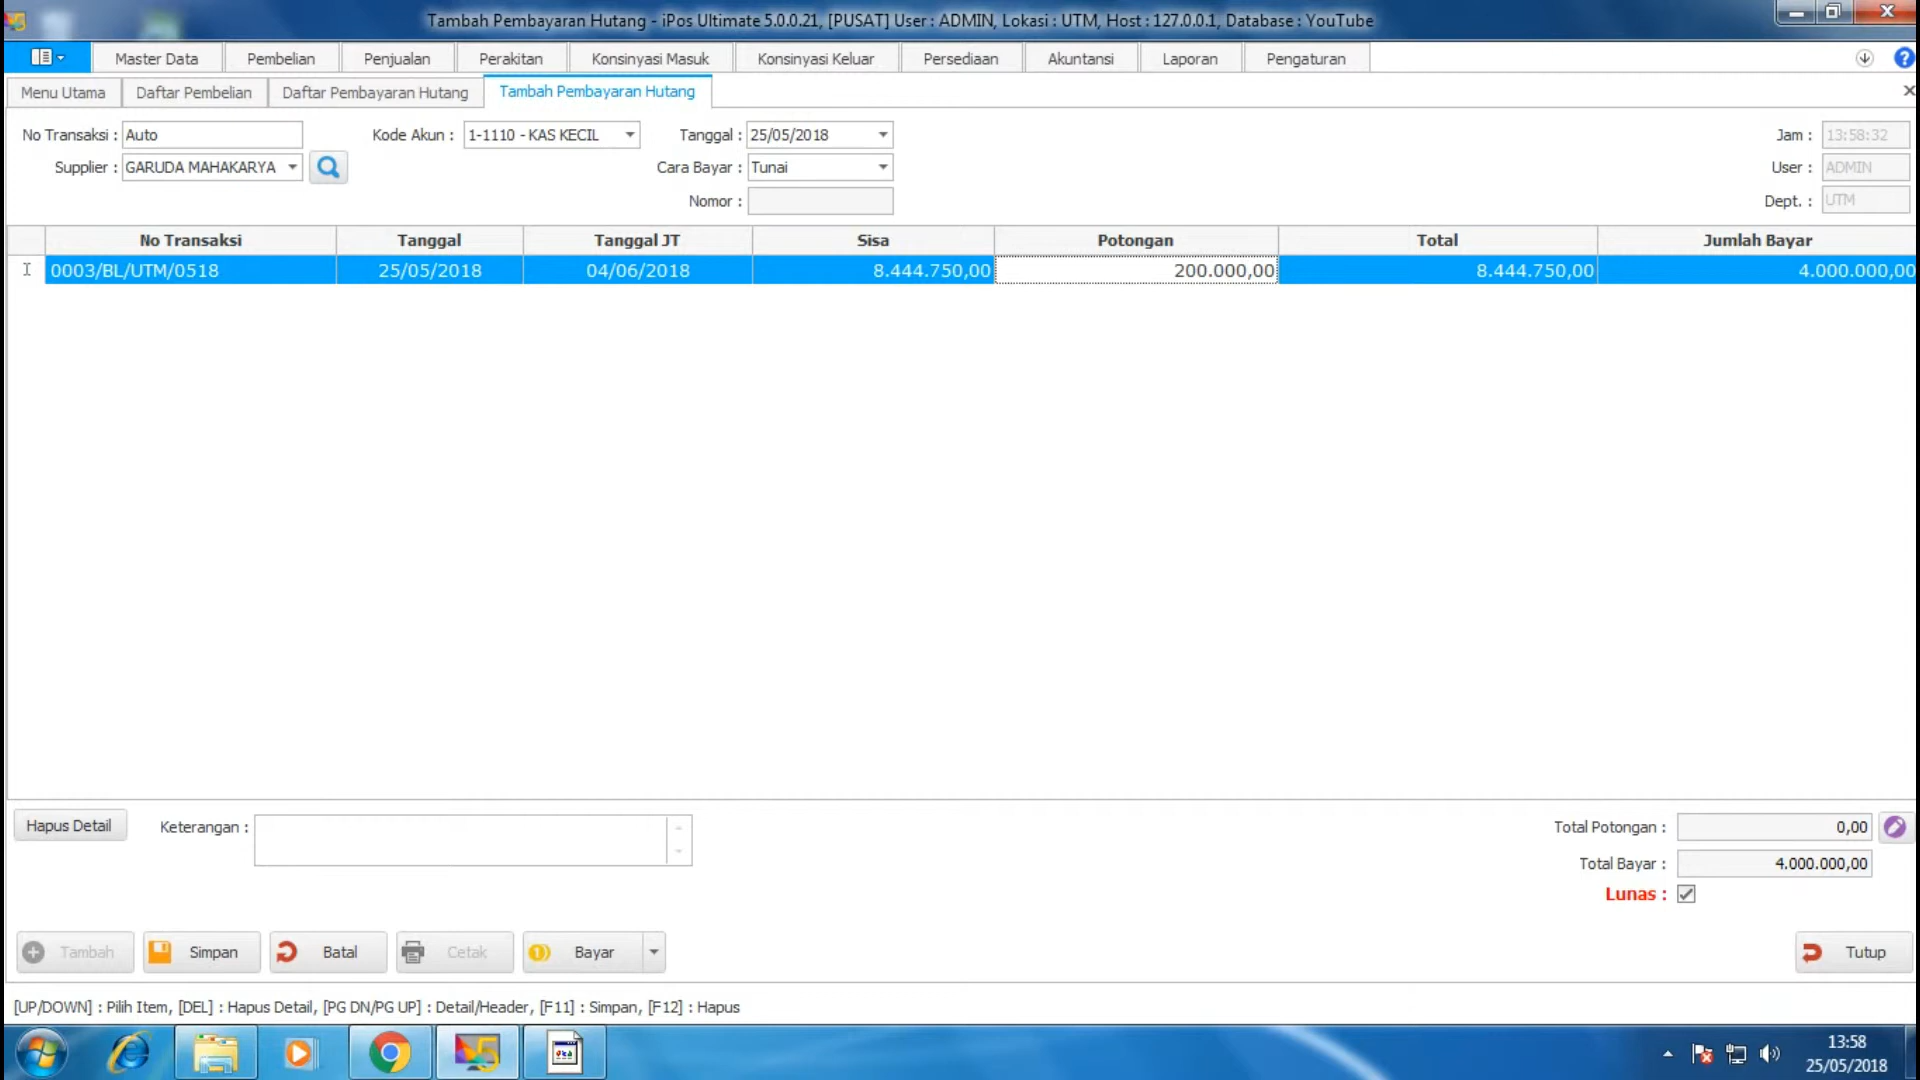 Tambah Pembayaran Hutang - iPos Ultimate 5.0.0.21, [PUSAT] User : ADMIN, Lokasi : UTM, Host : 127.0.0.1, Database : YouTube
Master Data Pembelian Penjualan Perakitan Konsinyasi Masuk Konsinyasi Keluar Persediaan Akuntansi Laporan Pengaturan
Menu Utama Daftar Pembelian Daftar Pembayaran Hutang Tambah Pembayaran Hutang
No Transaksi : Auto Kode Akun : 1-1110 - KAS KECIL Tanggal : 25/05/2018 Jam : 13:58:32
Supplier : GARUDA MAHAKARYA Cara Bayar : Tunai User : ADMIN
Nomor : Dept. : UTM
No Transaksi Tanggal Tanggal JT Sisa Potongan Total Jumlah Bayar
0003/BL/UTM/0518 25/05/2018 04/06/2018 8.444.750,00 200.000,00 8.444.750,00 4.000.000,00
Hapus Detail Keterangan : Total Potongan : 0,00
Total Bayar : 4.000.000,00
Lunas :
Tambah Simpan Batal Cetak Bayar Tutup
[UP/DOWN] : Pilih Item, [DEL] : Hapus Detail, [PG DN/PG UP] : Detail/Header, [F11] : Simpan, [F12] : Hapus
13:58
25/05/2018